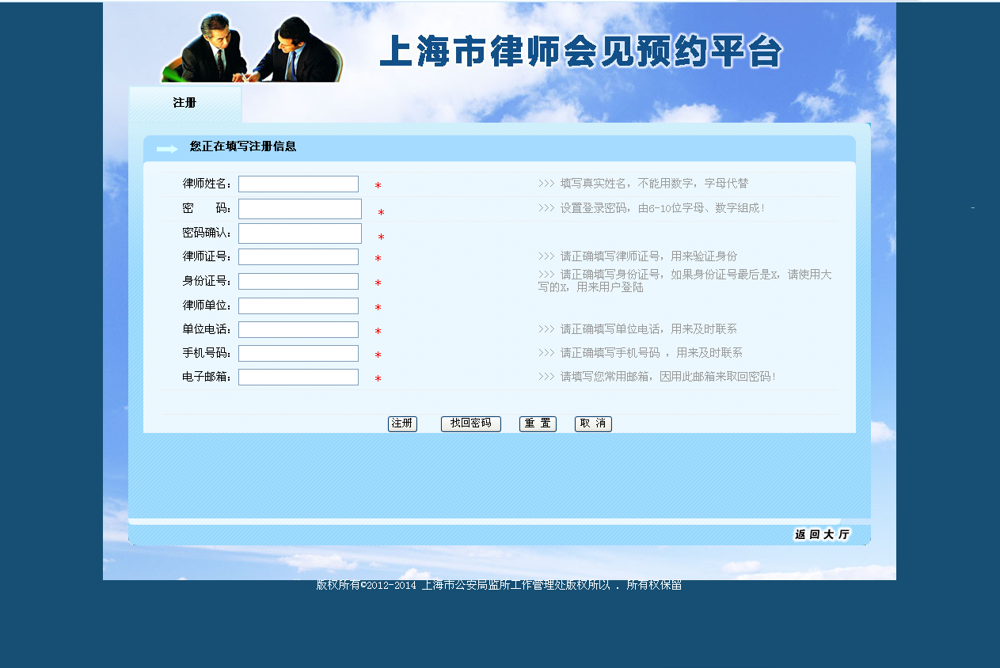 上海市律师会见预约平台
注册
您正在填写注册信息
律师姓名： * >>> 填写真实姓名，不能用数字，字母代替
密 码： * >>> 设置登录密码，由6-10位字母、数字组成！
密码确认： *
律师证号： * >>> 请正确填写律师证号，用来验证身份
身份证号： * >>> 请正确填写身份证号，如果身份证号最后是X，请使用大
写的X，用来用户登陆
律师单位： *
单位电话： * >>> 请正确填写单位电话，用来及时联系
手机号码： * >>> 请正确填写手机号码 ，用来及时联系
电子邮箱： * >>> 请填写您常用邮箱，因用此邮箱来取回密码！
注册 找回密码 重 置 取 消
返回大厅
版权所有©2012-2014 上海市公安局监所工作管理处版权所以 . 所有权保留